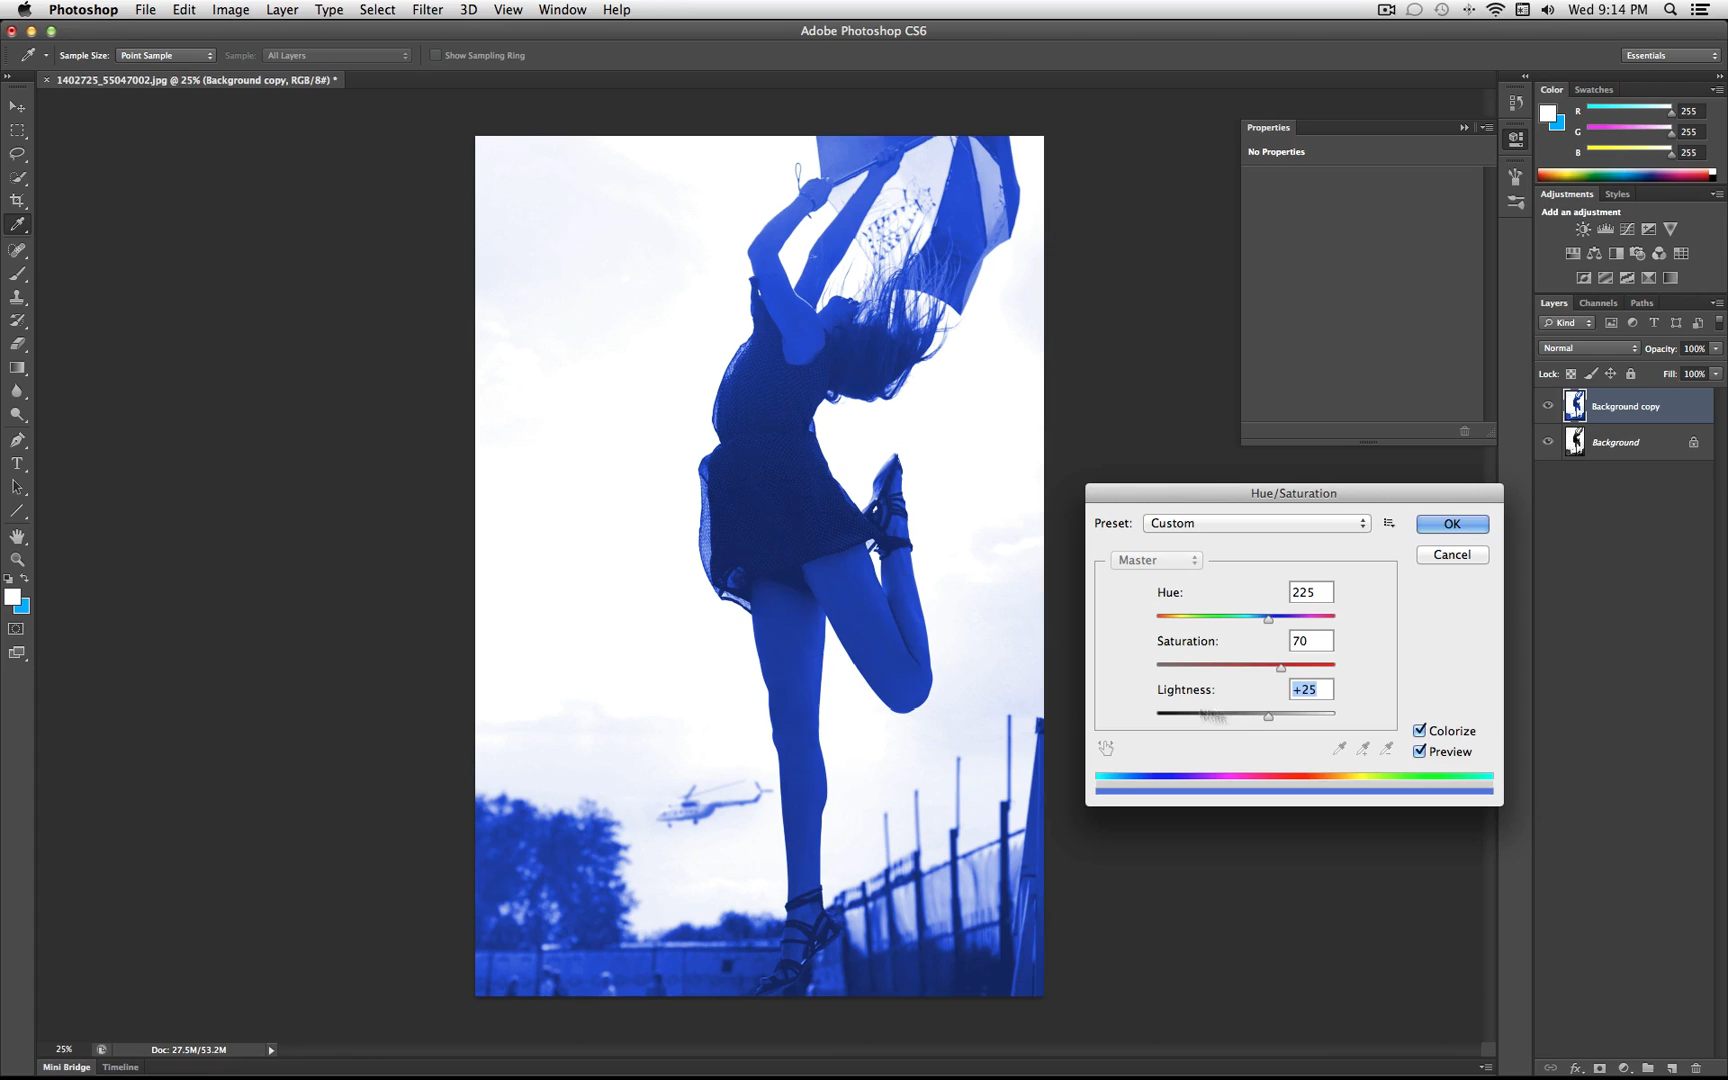 Photoshop File Edit Image Layer Type Select Filter 3D View Window Help Wed 9:14 PM
Adobe Photoshop CS6
Sample Size: Point Sample Sample: All Layers Show Sampling Ring Essentials
1402725_55047002.jpg @ 25% (Background copy, RGB/8#) *
Color Swatches
R 255
G 255
B 255
Properties
No Properties
Adjustments Styles
Add an adjustment
Layers Channels Paths
Kind
Normal Opacity: 100%
Lock: Fill: 100%
Background copy
Background
Hue/Saturation
Preset: Custom OK
Cancel
Master
Hue: 225
Saturation: 70
Lightness: +25
Colorize
Preview
25% Doc: 27.5M/53.2M
Mini Bridge Timeline